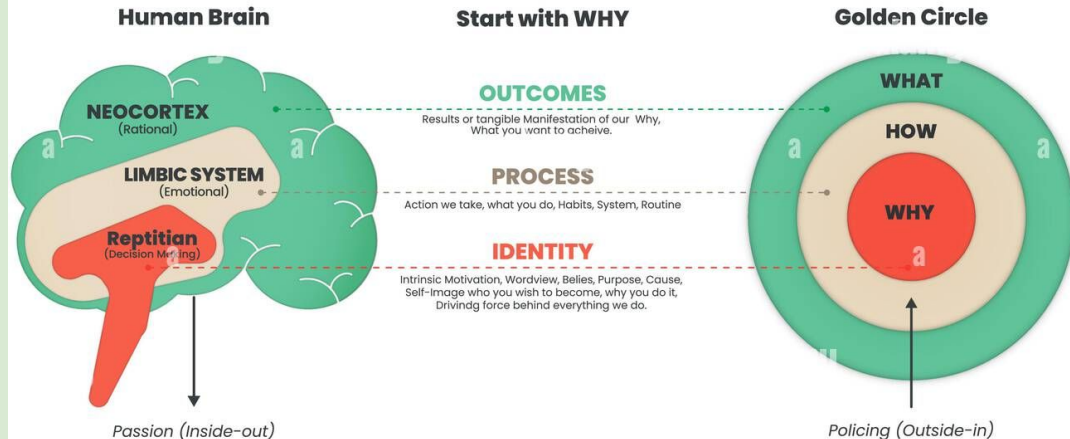 Human Brain
Start with WHY
Golden Circle
NEOCORTEX
(Rational)
LIMBIC SYSTEM
(Emotional)
Reptitian
(Decision Making)
OUTCOMES
Results or tangible Manifestation of our Why,
What you want to acheive.
PROCESS
Action we take, what you do, Habits, System, Routine
IDENTITY
Intrinsic Motivation, Wordview, Belies, Purpose, Cause,
Self-Image who you wish to become, why you do it,
Drivindg force behind everything we do.
WHAT
HOW
WHY
Passion (Inside-out)
Policing (Outside-in)
a
a
a
a
a
a